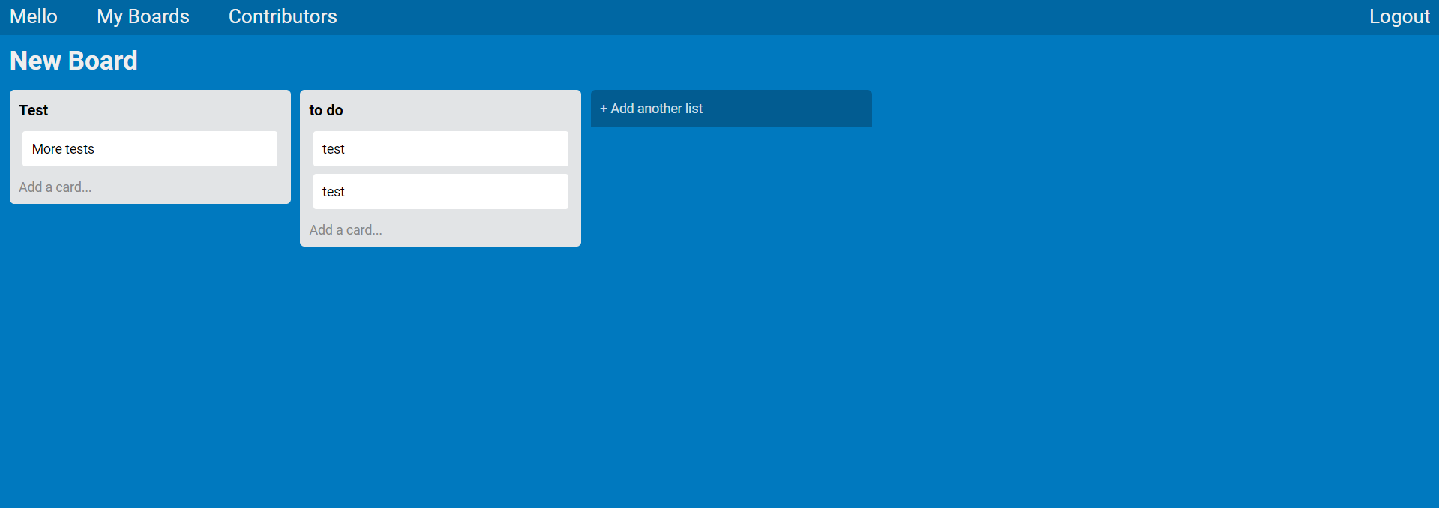 Mello My Boards Contributors Logout
New Board
Test
More tests
Add a card...
to do
test
test
Add a card...
+ Add another list